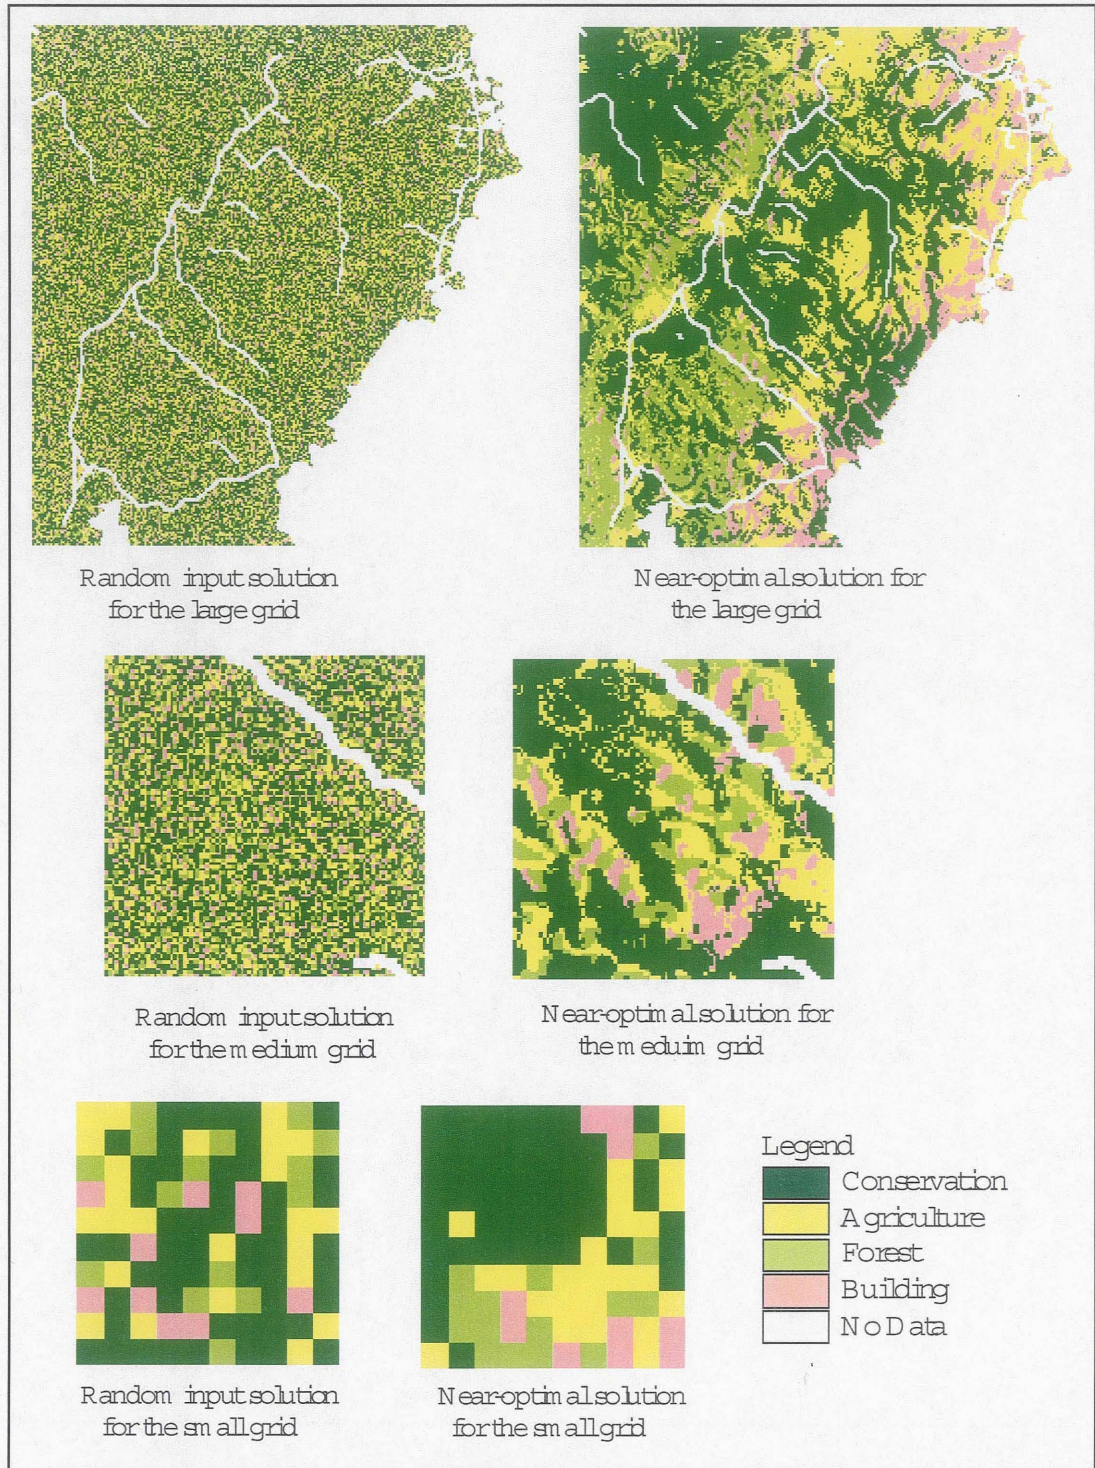 Random input solution
for the large grid
Near-optimal solution for
the large grid
Random input solution
for the medium grid
Near-optimal solution for
the meduim grid
Random input solution
for the small grid
Near-optimal solution
for the small grid
Legend
Conservation
Agriculture
Forest
Building
No Data